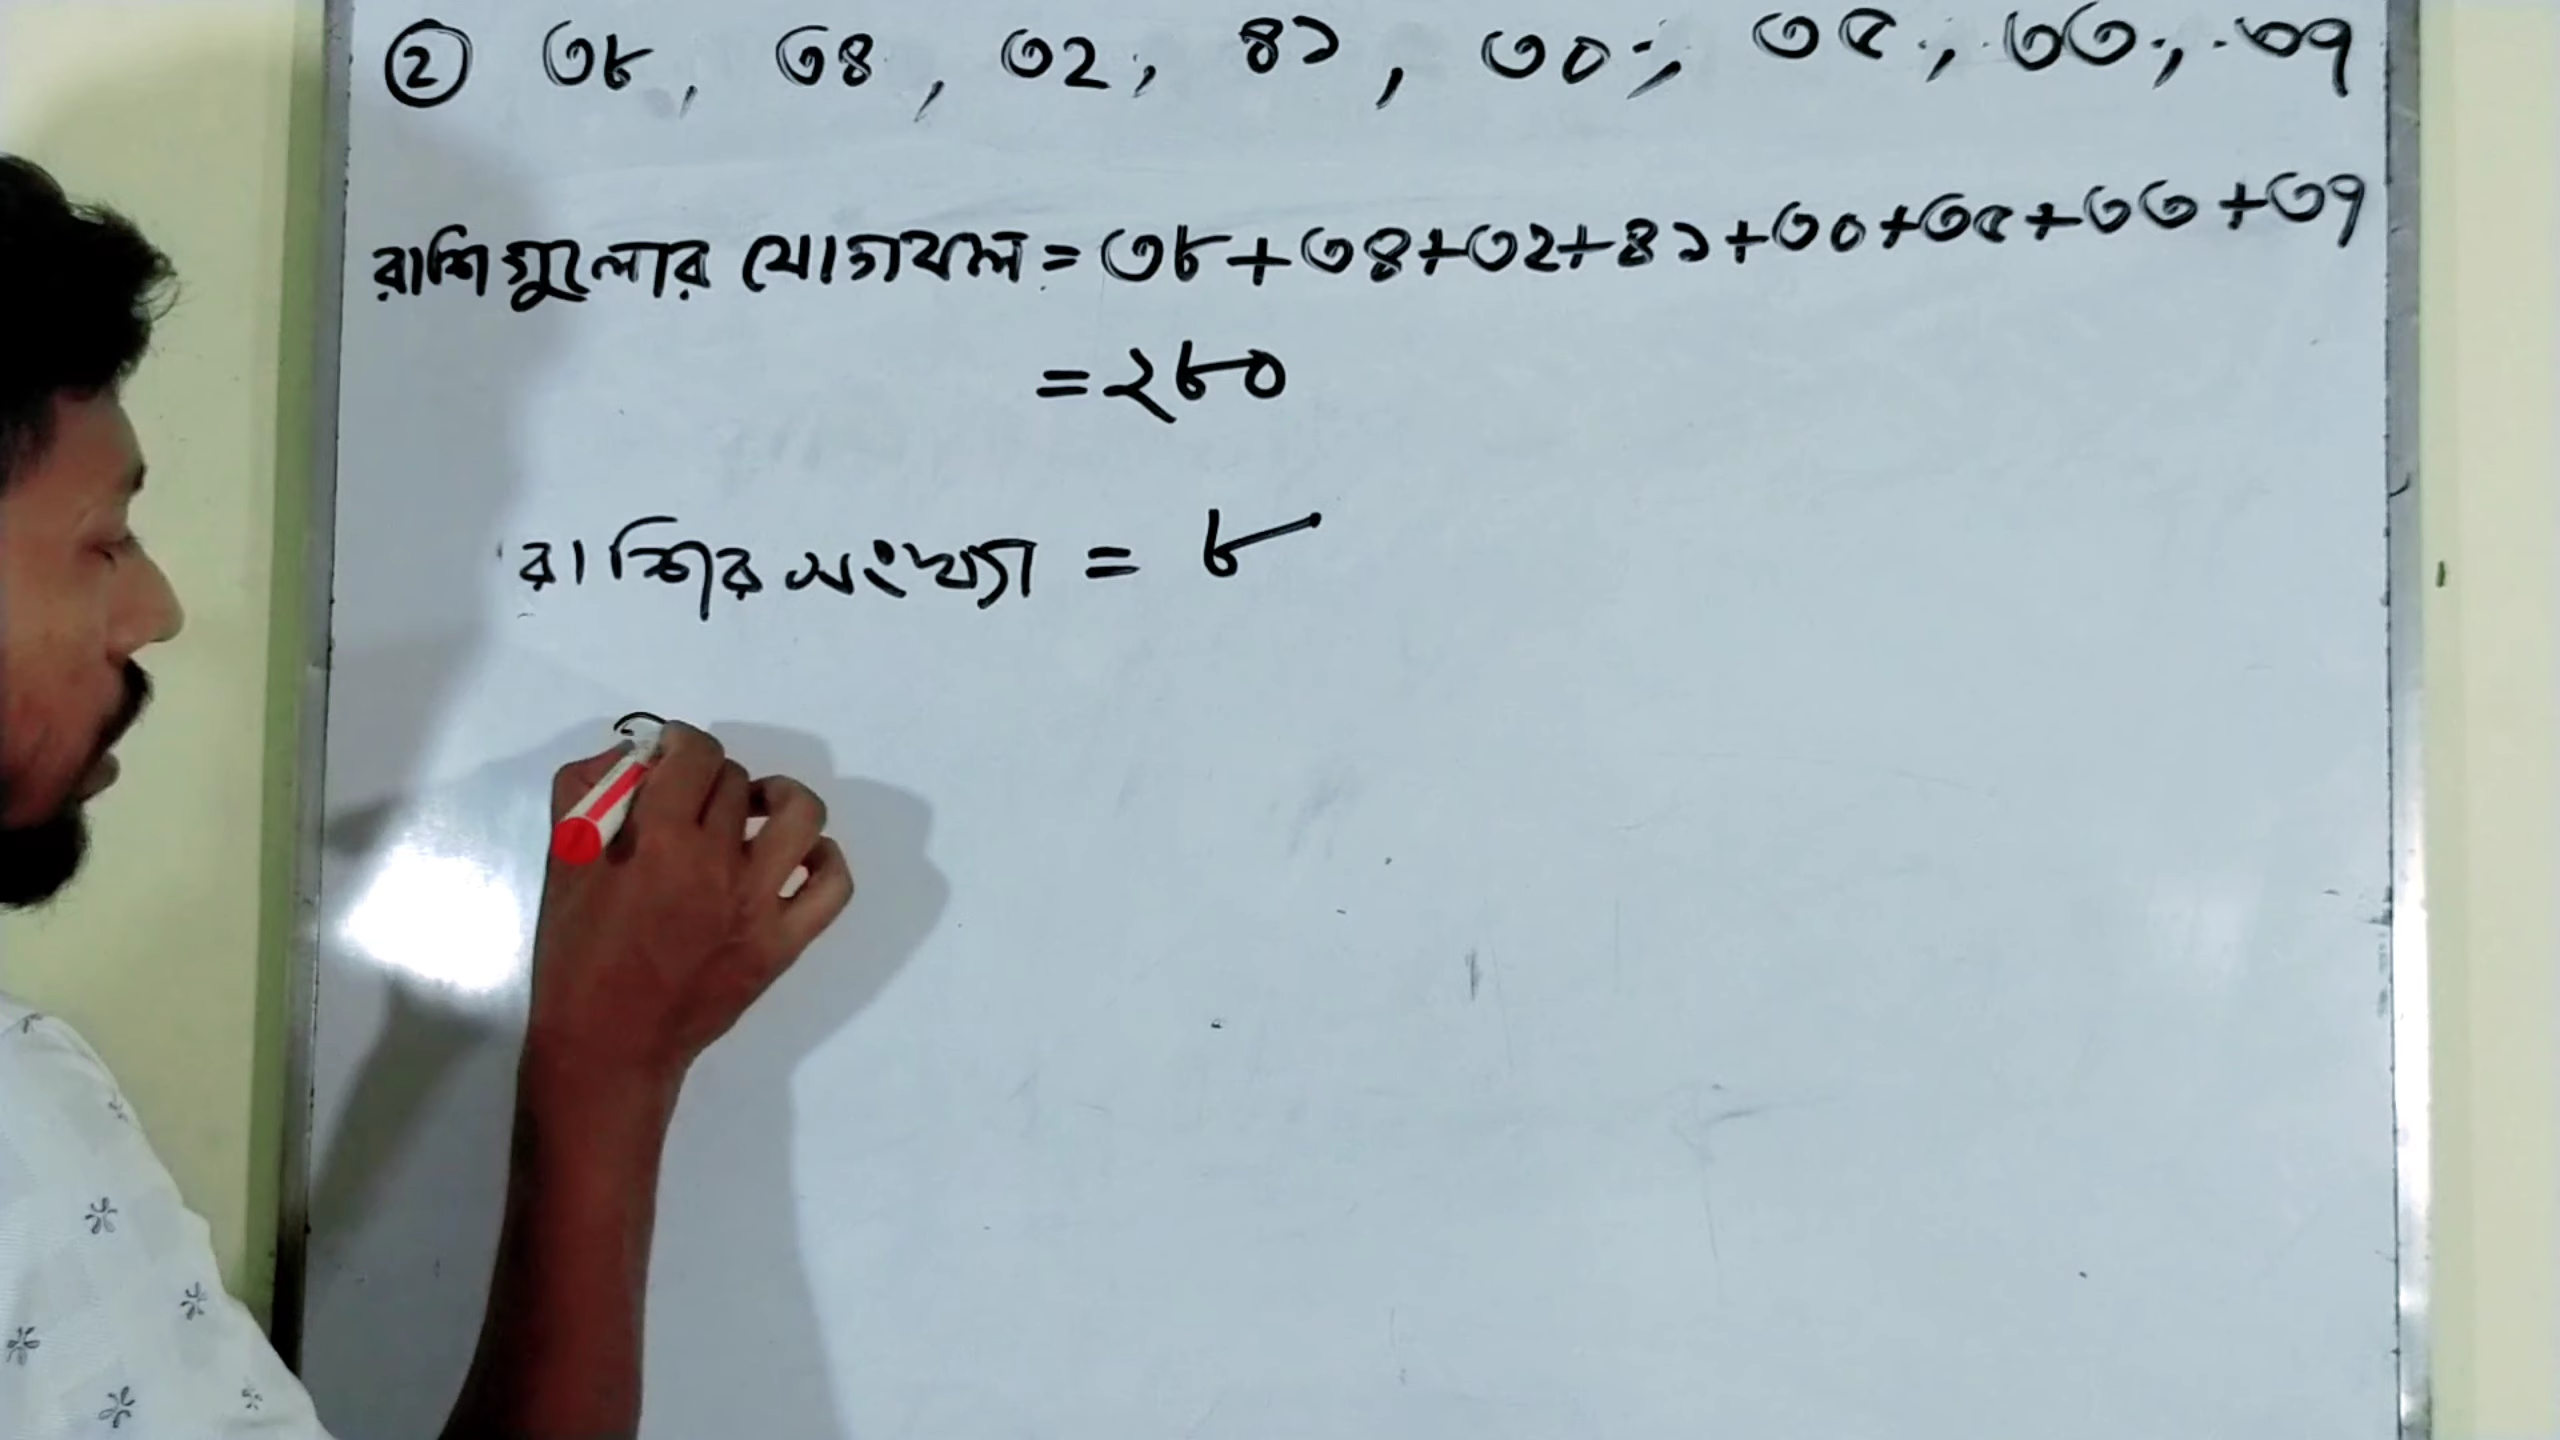 ② ৩৮, ৩৪, ৩২, ৪১, ৩০, ৩৫, ৩৩, ৩৭
রাশিগুলোর যোগফল = ৩৮+৩৪+৩২+৪১+৩০+৩৫+৩৩+৩৭
= ২৮০
রাশির সংখ্যা = ৮